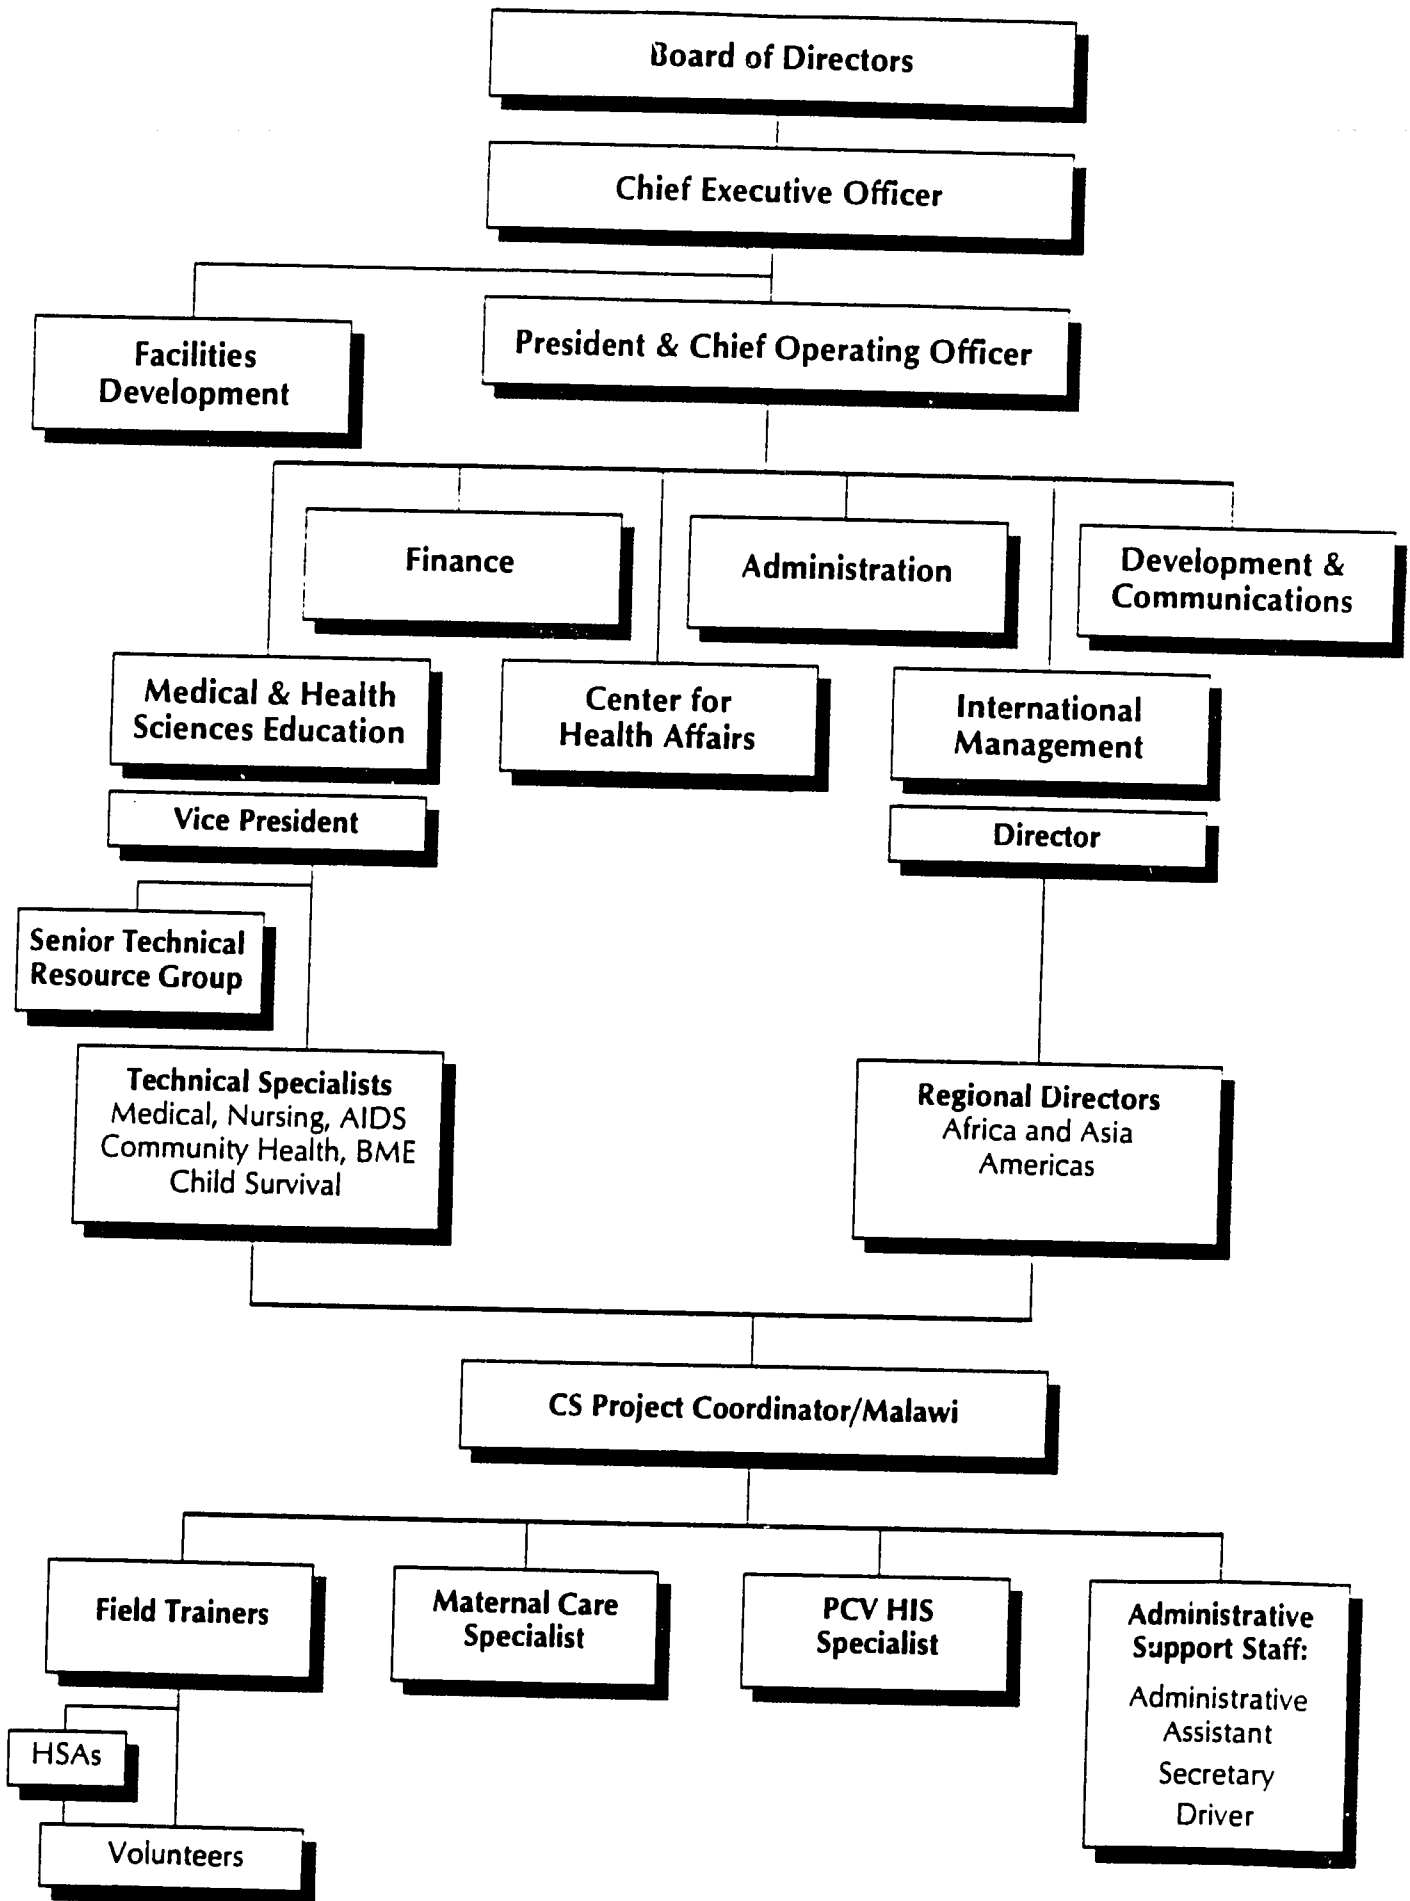 Board of Directors
Chief Executive Officer
Facilities
Development
President & Chief Operating Officer
Finance
Administration
Development &
Communications
Medical & Health
Sciences Education
Center for
Health Affairs
International
Management
Vice President
Director
Senior Technical
Resource Group
Technical Specialists
Medical, Nursing, AIDS
Community Health, BME
Child Survival
Regional Directors
Africa and Asia
Americas
CS Project Coordinator/Malawi
Field Trainers
Maternal Care
Specialist
PCV HIS
Specialist
Administrative
Support Staff:
Administrative
Assistant
Secretary
Driver
HSAs
Volunteers